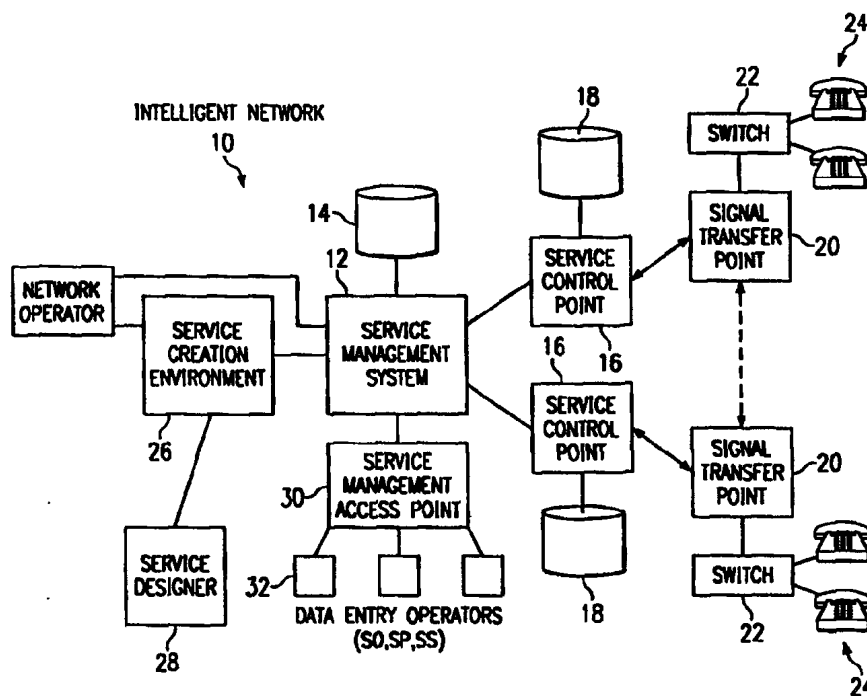 24
22
18
INTELLIGENT NETWORK
10
SWITCH
14
SIGNAL
TRANSFER
POINT
20
12
SERVICE
CONTROL
POINT
16
NETWORK
OPERATOR
SERVICE
CREATION
ENVIRONMENT
26
SERVICE
MANAGEMENT
SYSTEM
16
SERVICE
CONTROL
POINT
SIGNAL
TRANSFER
POINT
20
30
SERVICE
MANAGEMENT
ACCESS POINT
SERVICE
DESIGNER
28
32
DATA ENTRY OPERATORS
(SO,SP,SS)
18
SWITCH
22
24